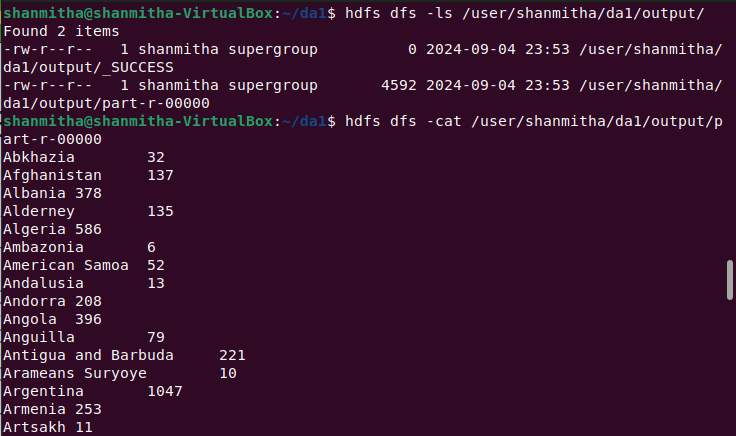 shanmitha@shanmitha-VirtualBox:~/da1$ hdfs dfs -ls /user/shanmitha/da1/output/
Found 2 items
-rw-r--r--   1 shanmitha supergroup          0 2024-09-04 23:53 /user/shanmitha/
da1/output/_SUCCESS
-rw-r--r--   1 shanmitha supergroup       4592 2024-09-04 23:53 /user/shanmitha/
da1/output/part-r-00000
shanmitha@shanmitha-VirtualBox:~/da1$ hdfs dfs -cat /user/shanmitha/da1/output/p
art-r-00000
Abkhazia        32
Afghanistan     137
Albania 378
Alderney        135
Algeria 586
Ambazonia       6
American Samoa  52
Andalusia       13
Andorra 208
Angola  396
Anguilla        79
Antigua and Barbuda     221
Arameans Suryoye        10
Argentina       1047
Armenia 253
Artsakh 11